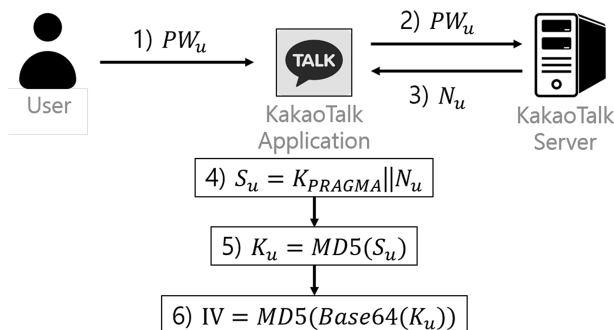 1) PW_u
2) PW_u
TALK
3) N_u
User
KakaoTalk
Application
KakaoTalk
Server
4) S_u = K_PRAGMA||N_u
5) K_u = MD5(S_u)
6) IV = MD5(Base64(K_u))